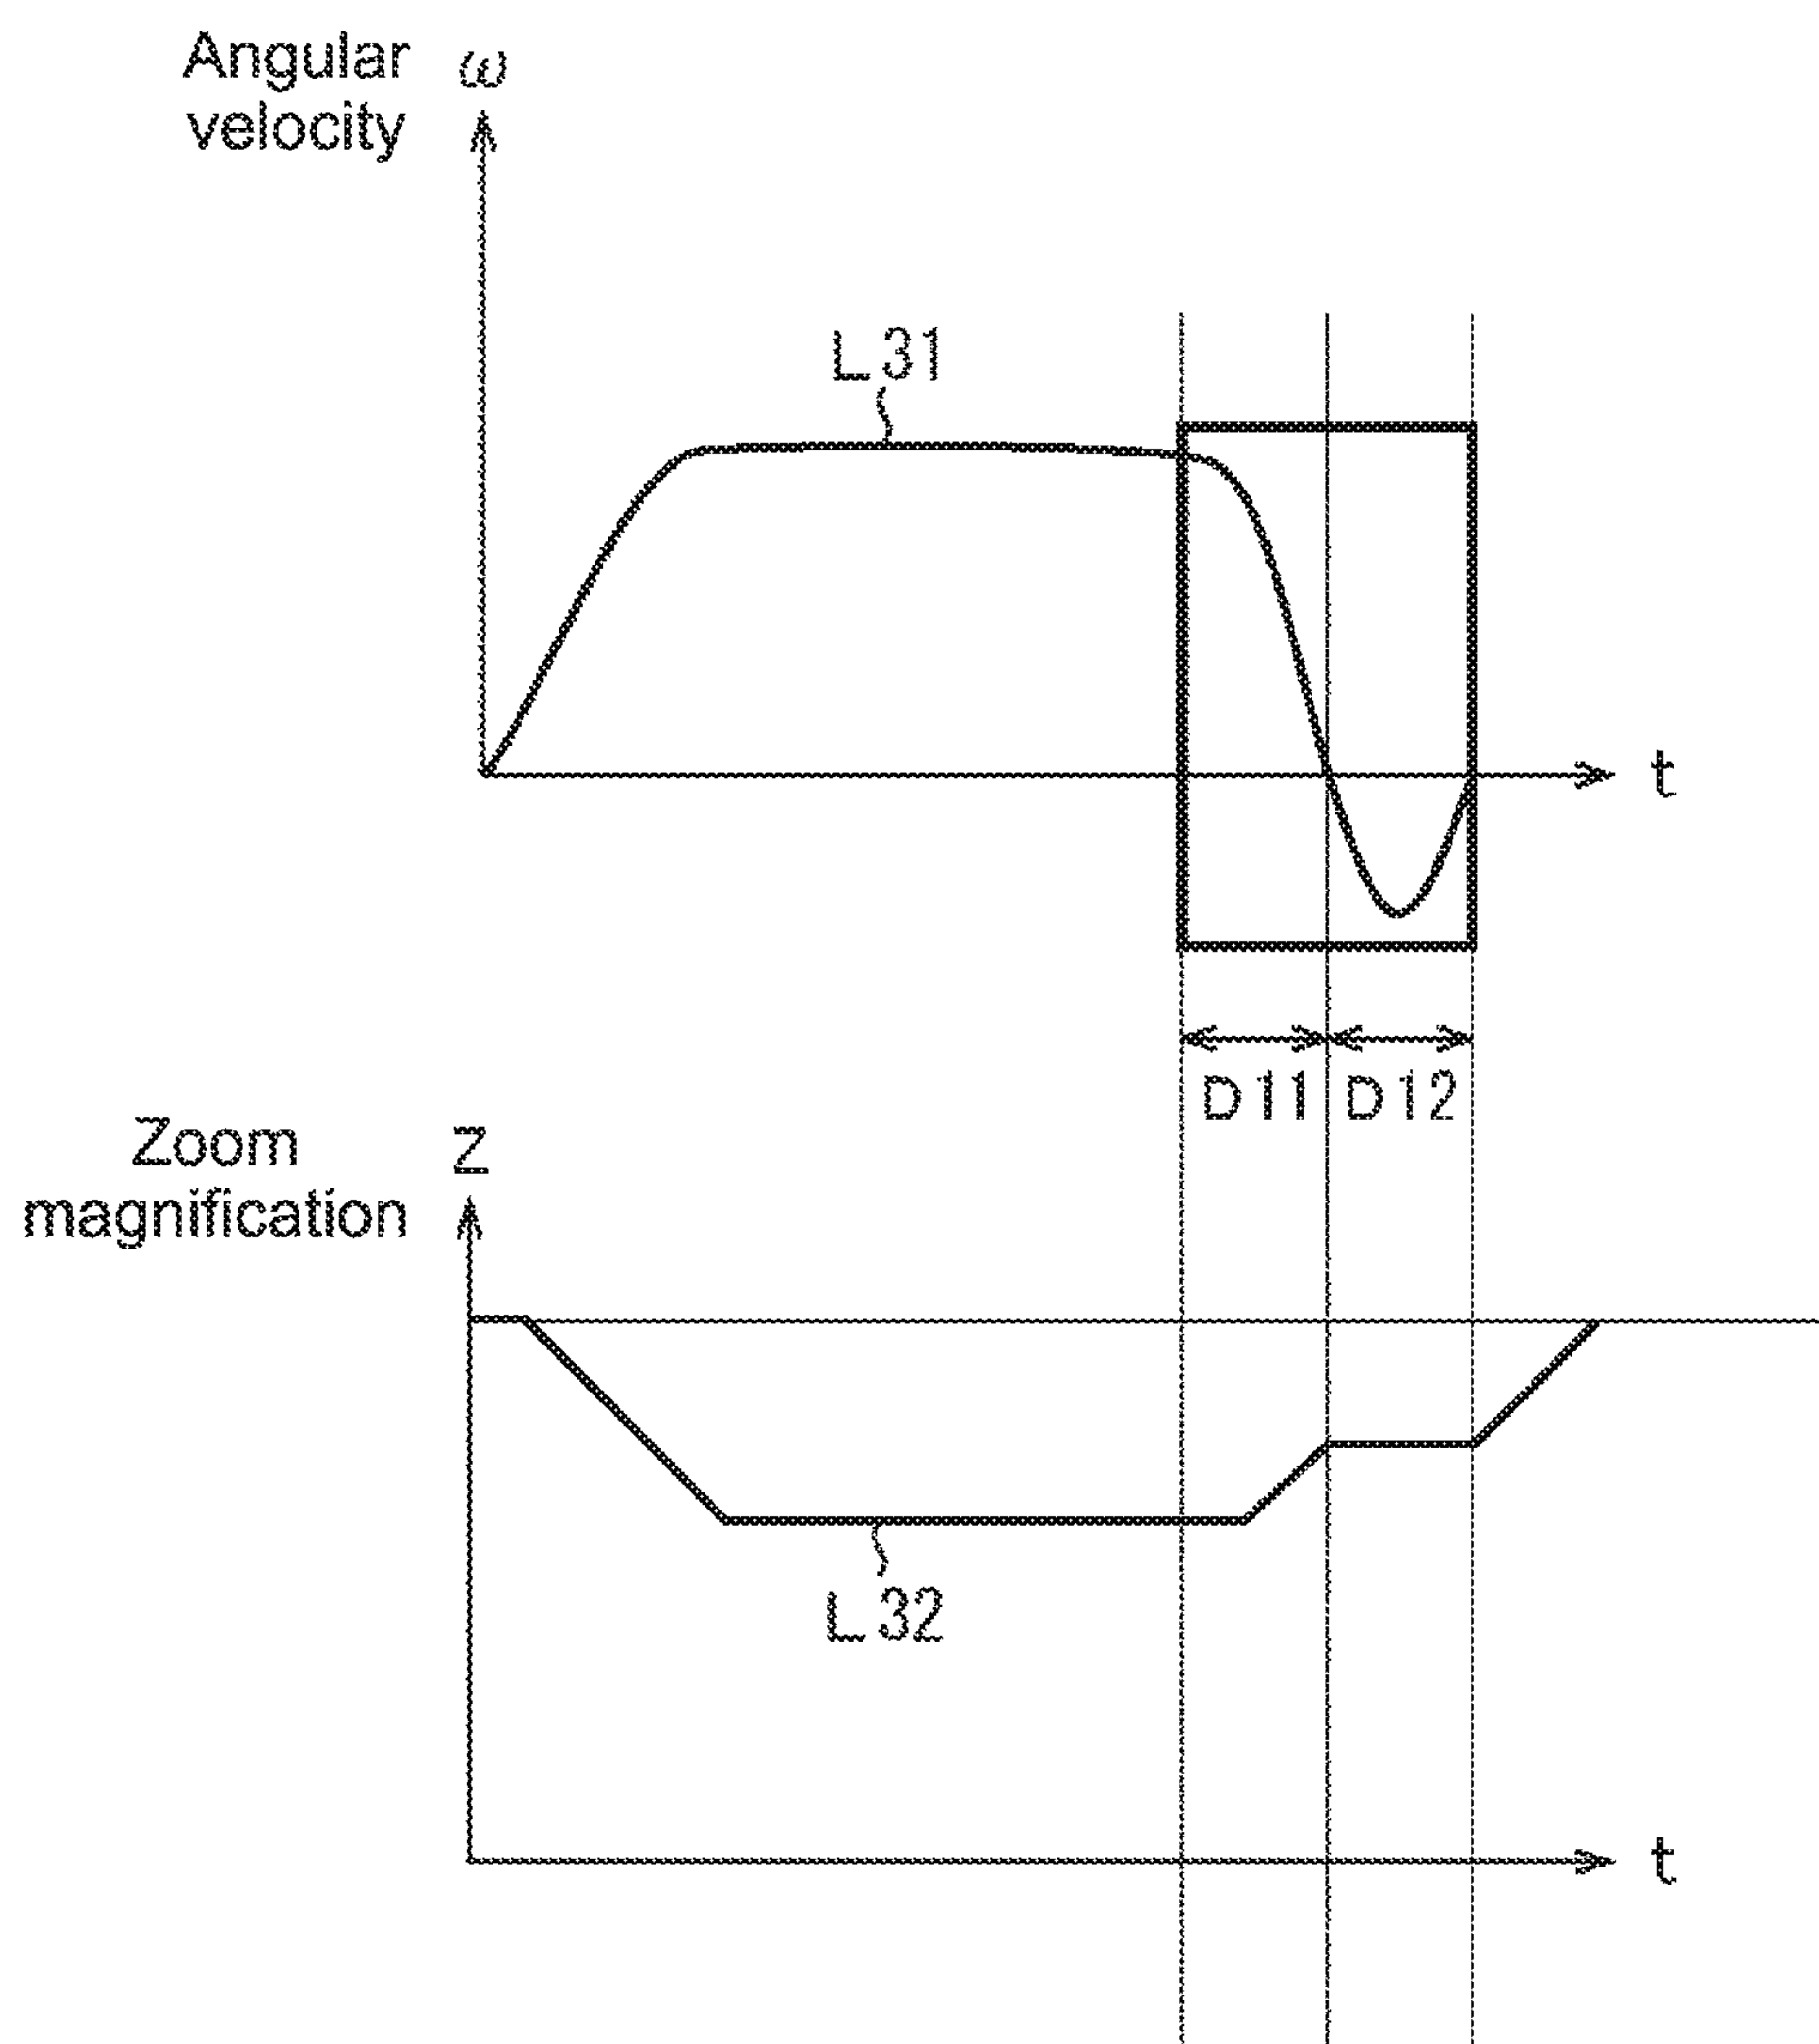 Angular
velocity
ω
L31
t
D11
D12
Zoom
magnification
Z
L32
t